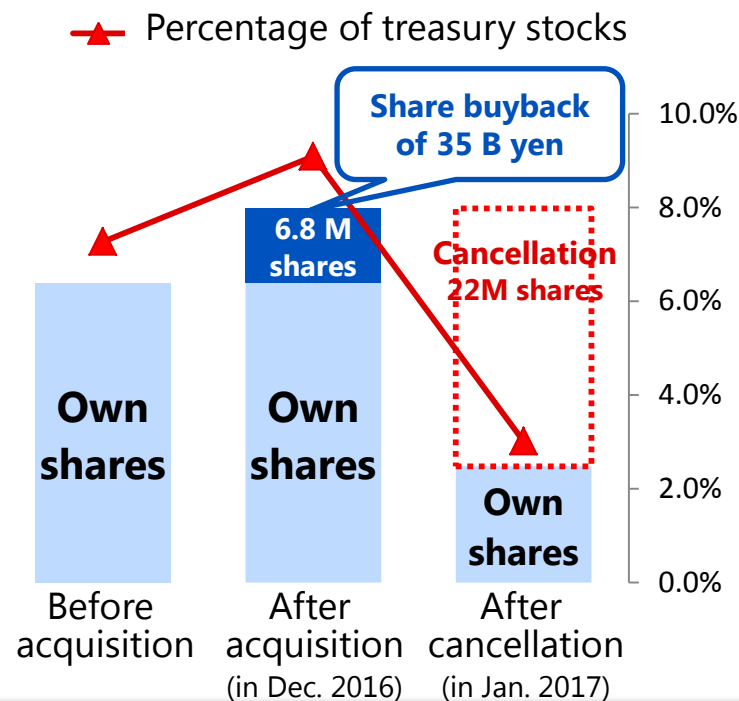 Percentage of treasury stocks
Share buyback
of 35 B yen
10.0%
8.0%
6.0%
4.0%
2.0%
0.0%
6.8 M
shares
Cancellation
22M shares
Own
shares
Own
shares
Own
shares
Before
acquisition
After
acquisition
(in Dec. 2016)
After
cancellation
(in Jan. 2017)